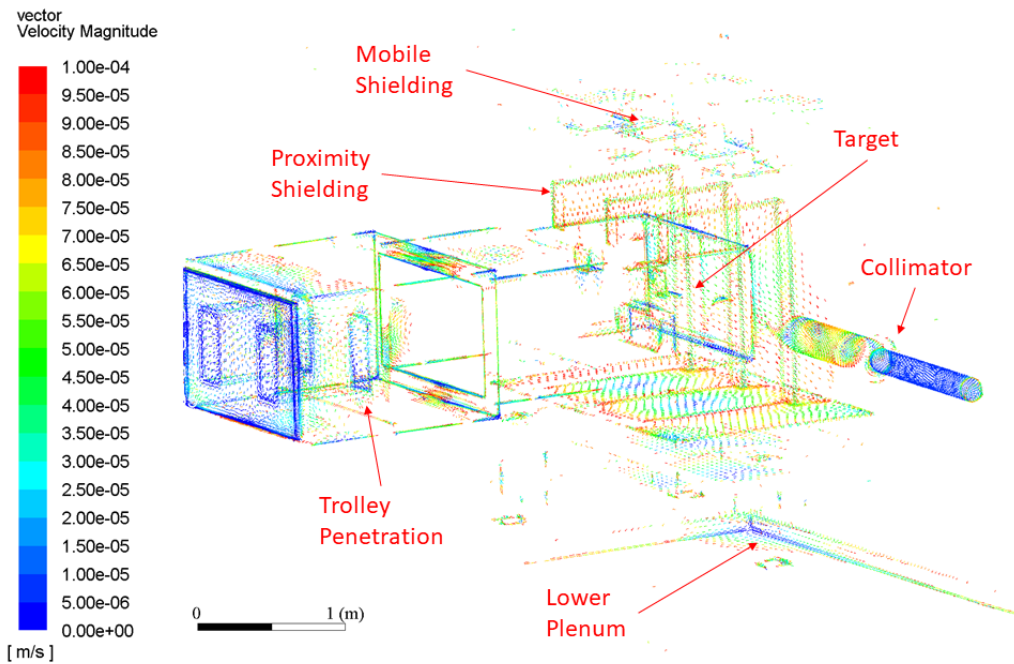 vector
Velocity Magnitude
1.00e-04
9.50e-05
9.00e-05
8.50e-05
8.00e-05
7.50e-05
7.00e-05
6.50e-05
6.00e-05
5.50e-05
5.00e-05
4.50e-05
4.00e-05
3.50e-05
3.00e-05
2.50e-05
2.00e-05
1.50e-05
1.00e-05
5.00e-06
0.00e+00
[ m/s ]
Mobile
Shielding
Proximity
Shielding
Target
Collimator
Trolley
Penetration
Lower
Plenum
0 1 (m)